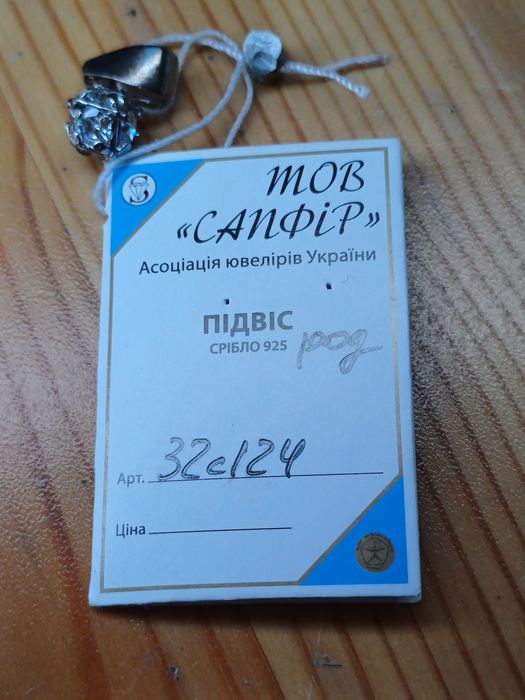 ТОВ
«САПФІР»
Асоціація ювелірів України
ПІДВІС
СРІБЛО 925 род
Арт. 32с124
Ціна